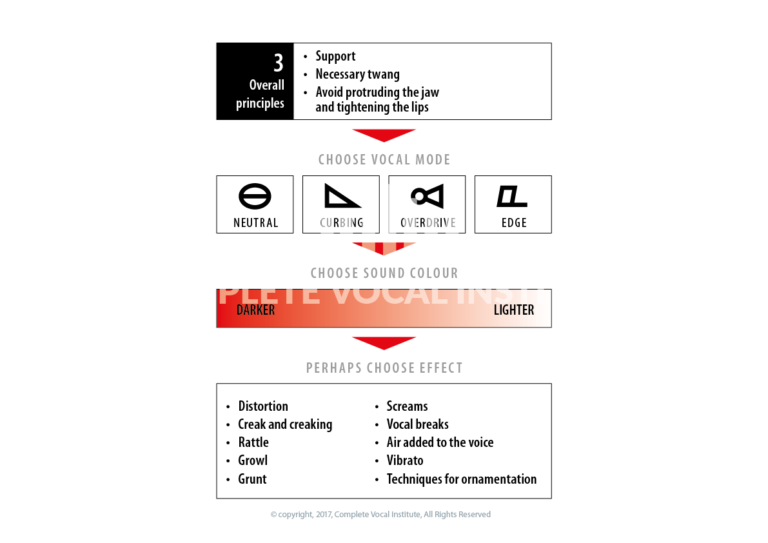 3
Overall
principles
• Support
• Necessary twang
• Avoid protruding the jaw
and tightening the lips
CHOOSE VOCAL MODE
NEUTRAL
CURBING
OVERDRIVE
EDGE
CHOOSE SOUND COLOUR
PLETE VOCAL INST
DARKER
LIGHTER
PERHAPS CHOOSE EFFECT
• Distortion
• Creak and creaking
• Rattle
• Growl
• Grunt
• Screams
• Vocal breaks
• Air added to the voice
• Vibrato
• Techniques for ornamentation
© copyright, 2017, Complete Vocal Institute, All Rights Reserved